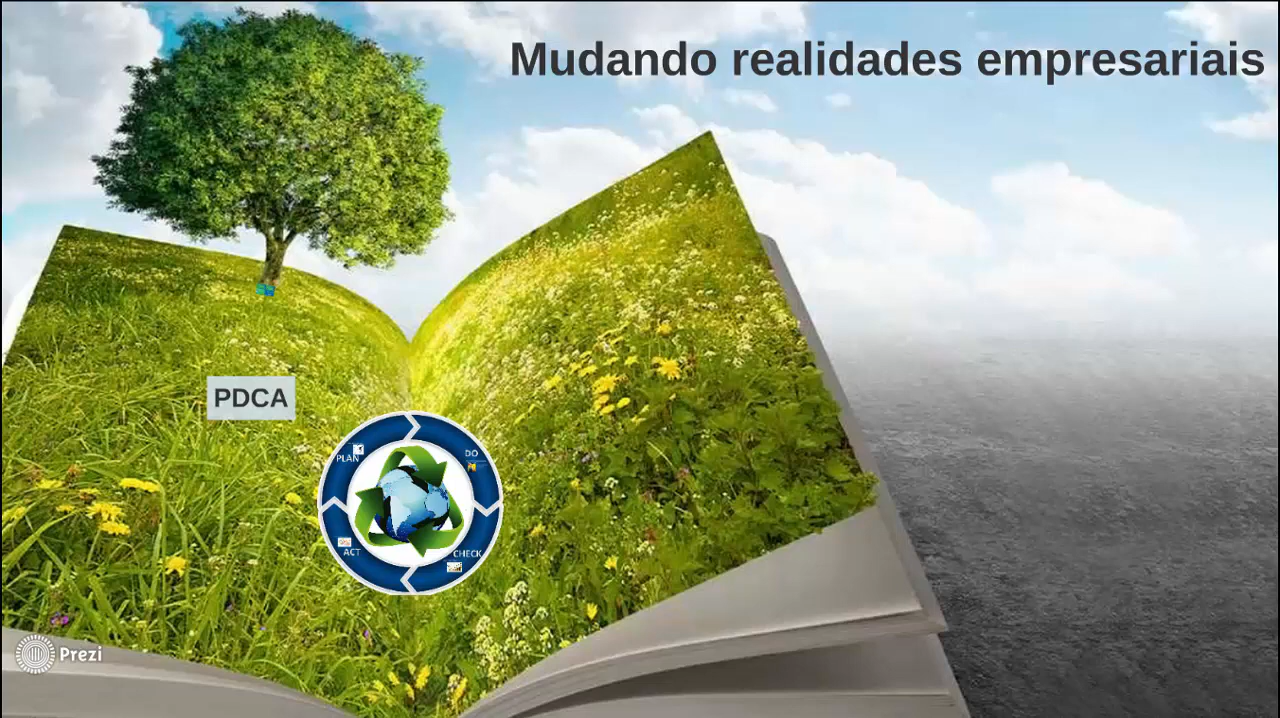 Mudando realidades empresariais
PDCA
PLAN
DO
ACT
CHECK
Prezi